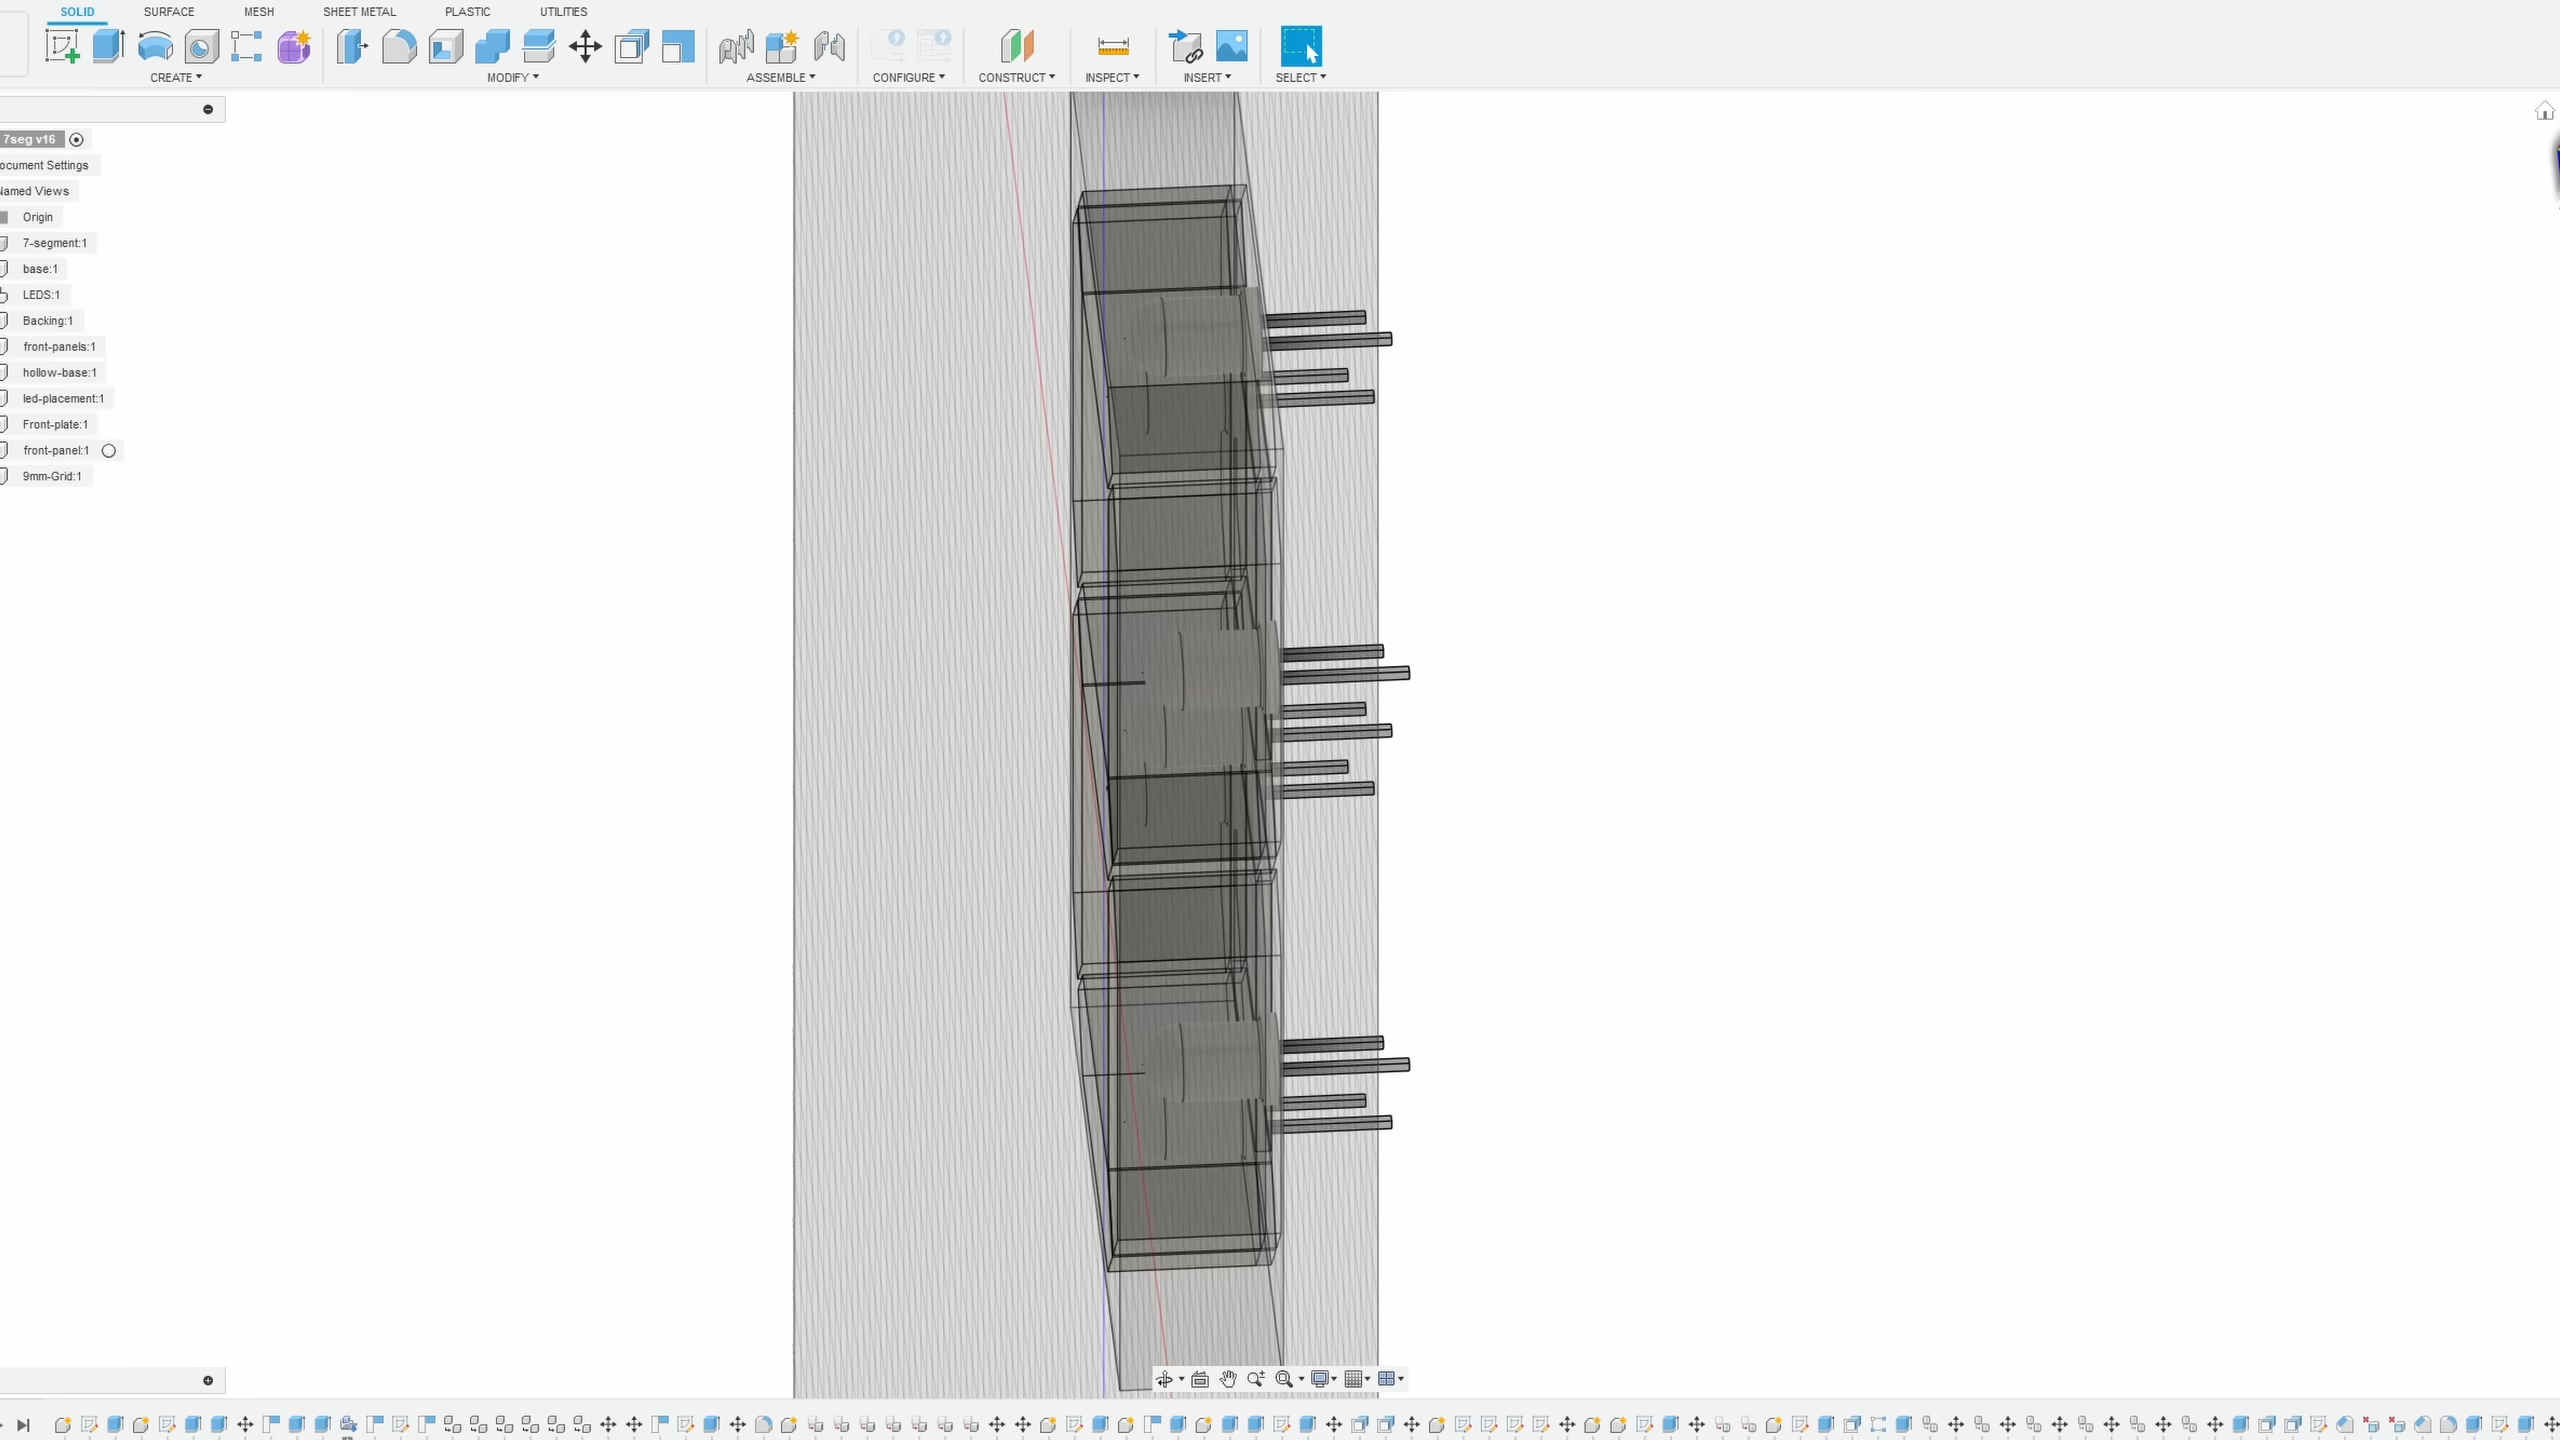 SOLID SURFACE MESH SHEET METAL PLASTIC UTILITIES
CREATE MODIFY ASSEMBLE CONFIGURE CONSTRUCT INSPECT INSERT SELECT
7seg v16
ocument Settings
Named Views
Origin
7-segment:1
base:1
LEDS:1
Backing:1
front-panels:1
hollow-base:1
led-placement:1
Front-plate:1
front-panel:1
9mm-Grid:1